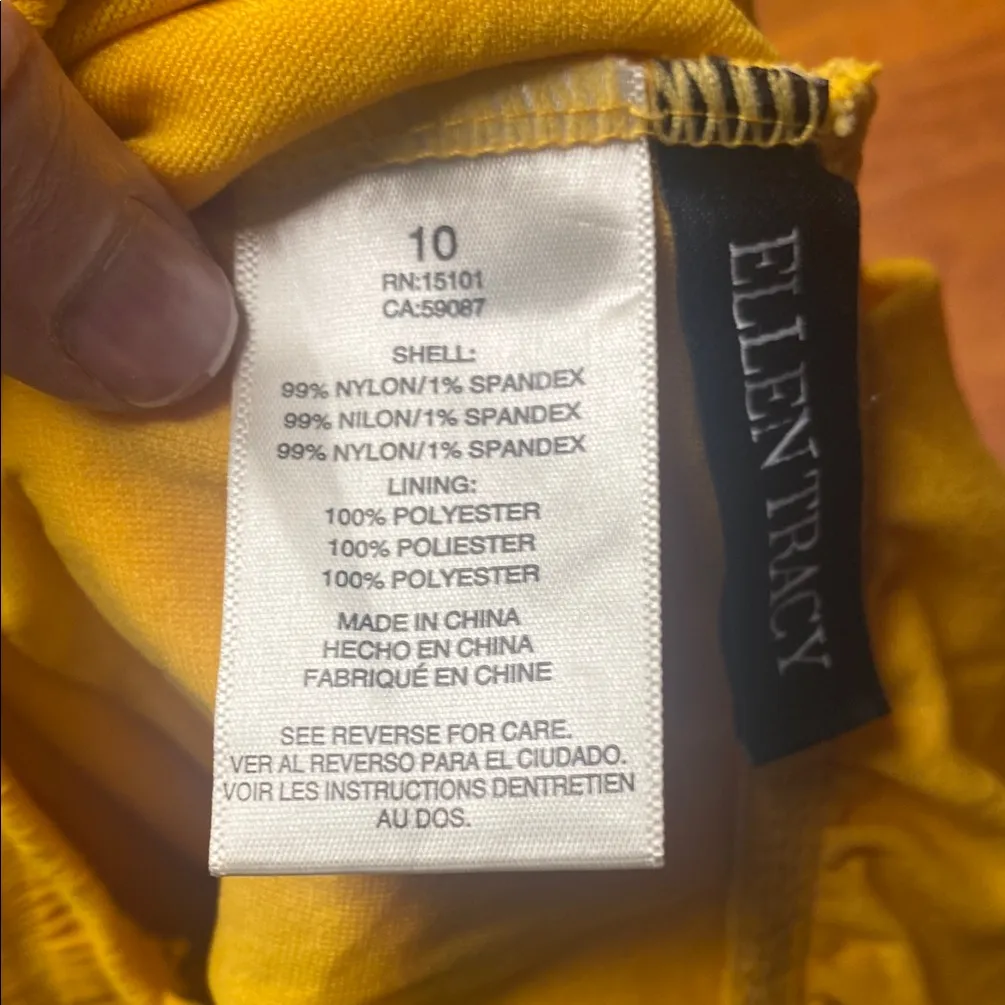 10
RN:15101
CA:59087
SHELL:
99% NYLON/1% SPANDEX
99% NILON/1% SPANDEX
99% NYLON/1% SPANDEX
LINING:
100% POLYESTER
100% POLIESTER
100% POLYESTER
MADE IN CHINA
HECHO EN CHINA
FABRIQUÉ EN CHINE
SEE REVERSE FOR CARE.
VER AL REVERSO PARA EL CIUDADO.
VOIR LES INSTRUCTIONS DENTRETIEN
AU DOS.
ELLEN TRACY